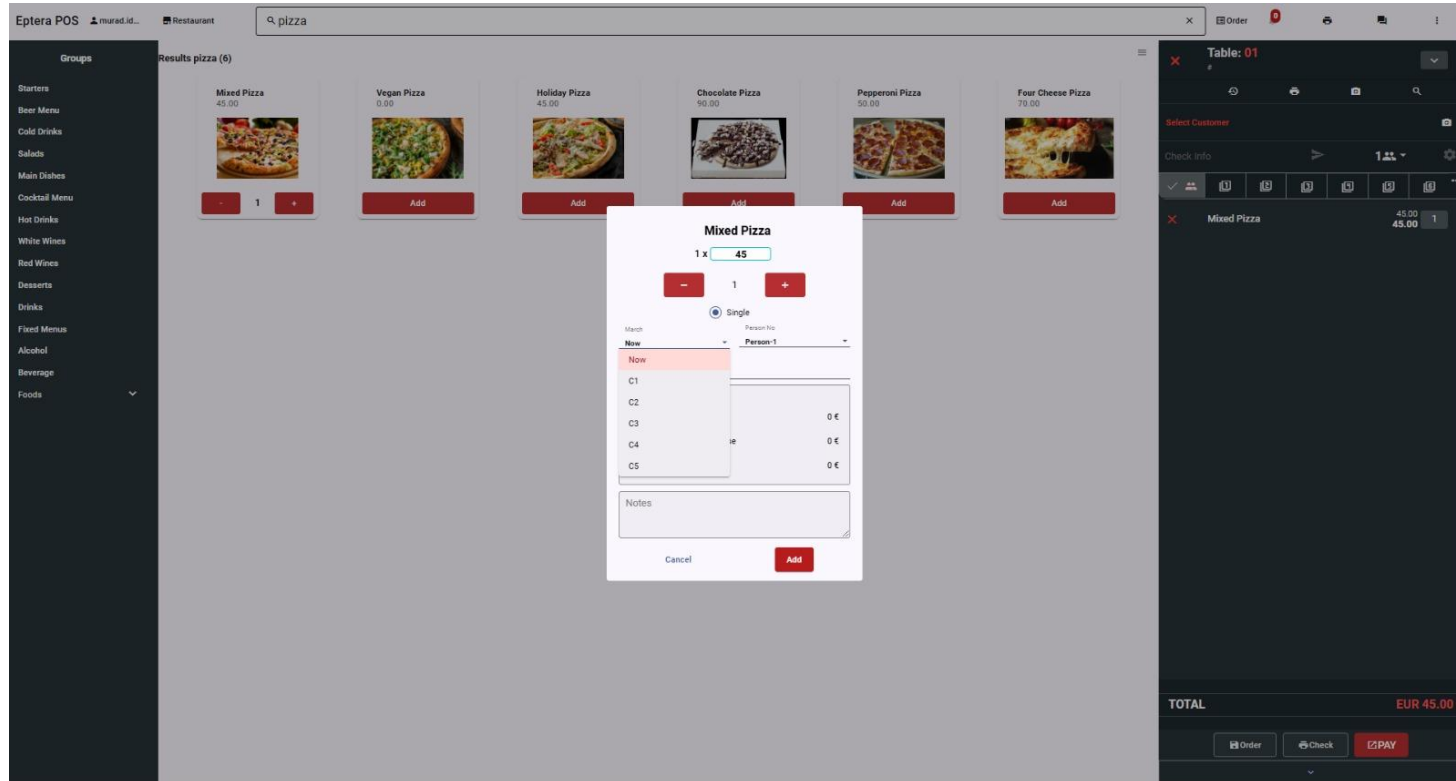 Eptera POS murad.id... Restaurant pizza Order 0
Groups
Starters
Beer Menu
Cold Drinks
Salads
Main Dishes
Cocktail Menu
Hot Drinks
White Wines
Red Wines
Desserts
Drinks
Fixed Menus
Alcohol
Beverage
Foods
Results pizza (6)
Mixed Pizza
45.00
- 1 +
Vegan Pizza
0.00
Add
Holiday Pizza
45.00
Add
Chocolate Pizza
90.00
Add
Pepperoni Pizza
50.00
Add
Four Cheese Pizza
70.00
Add
Mixed Pizza
1 x 45
- 1 +
Single
March
Now
Person No
Person-1
Now
C1
C2
C3
C4
C5
0 €
0 €
0 €
Notes
Cancel Add
Table: 01
#
Select Customer
Check Info 1
Mixed Pizza 45.00
45.00 1
TOTAL EUR 45.00
Order Check PAY